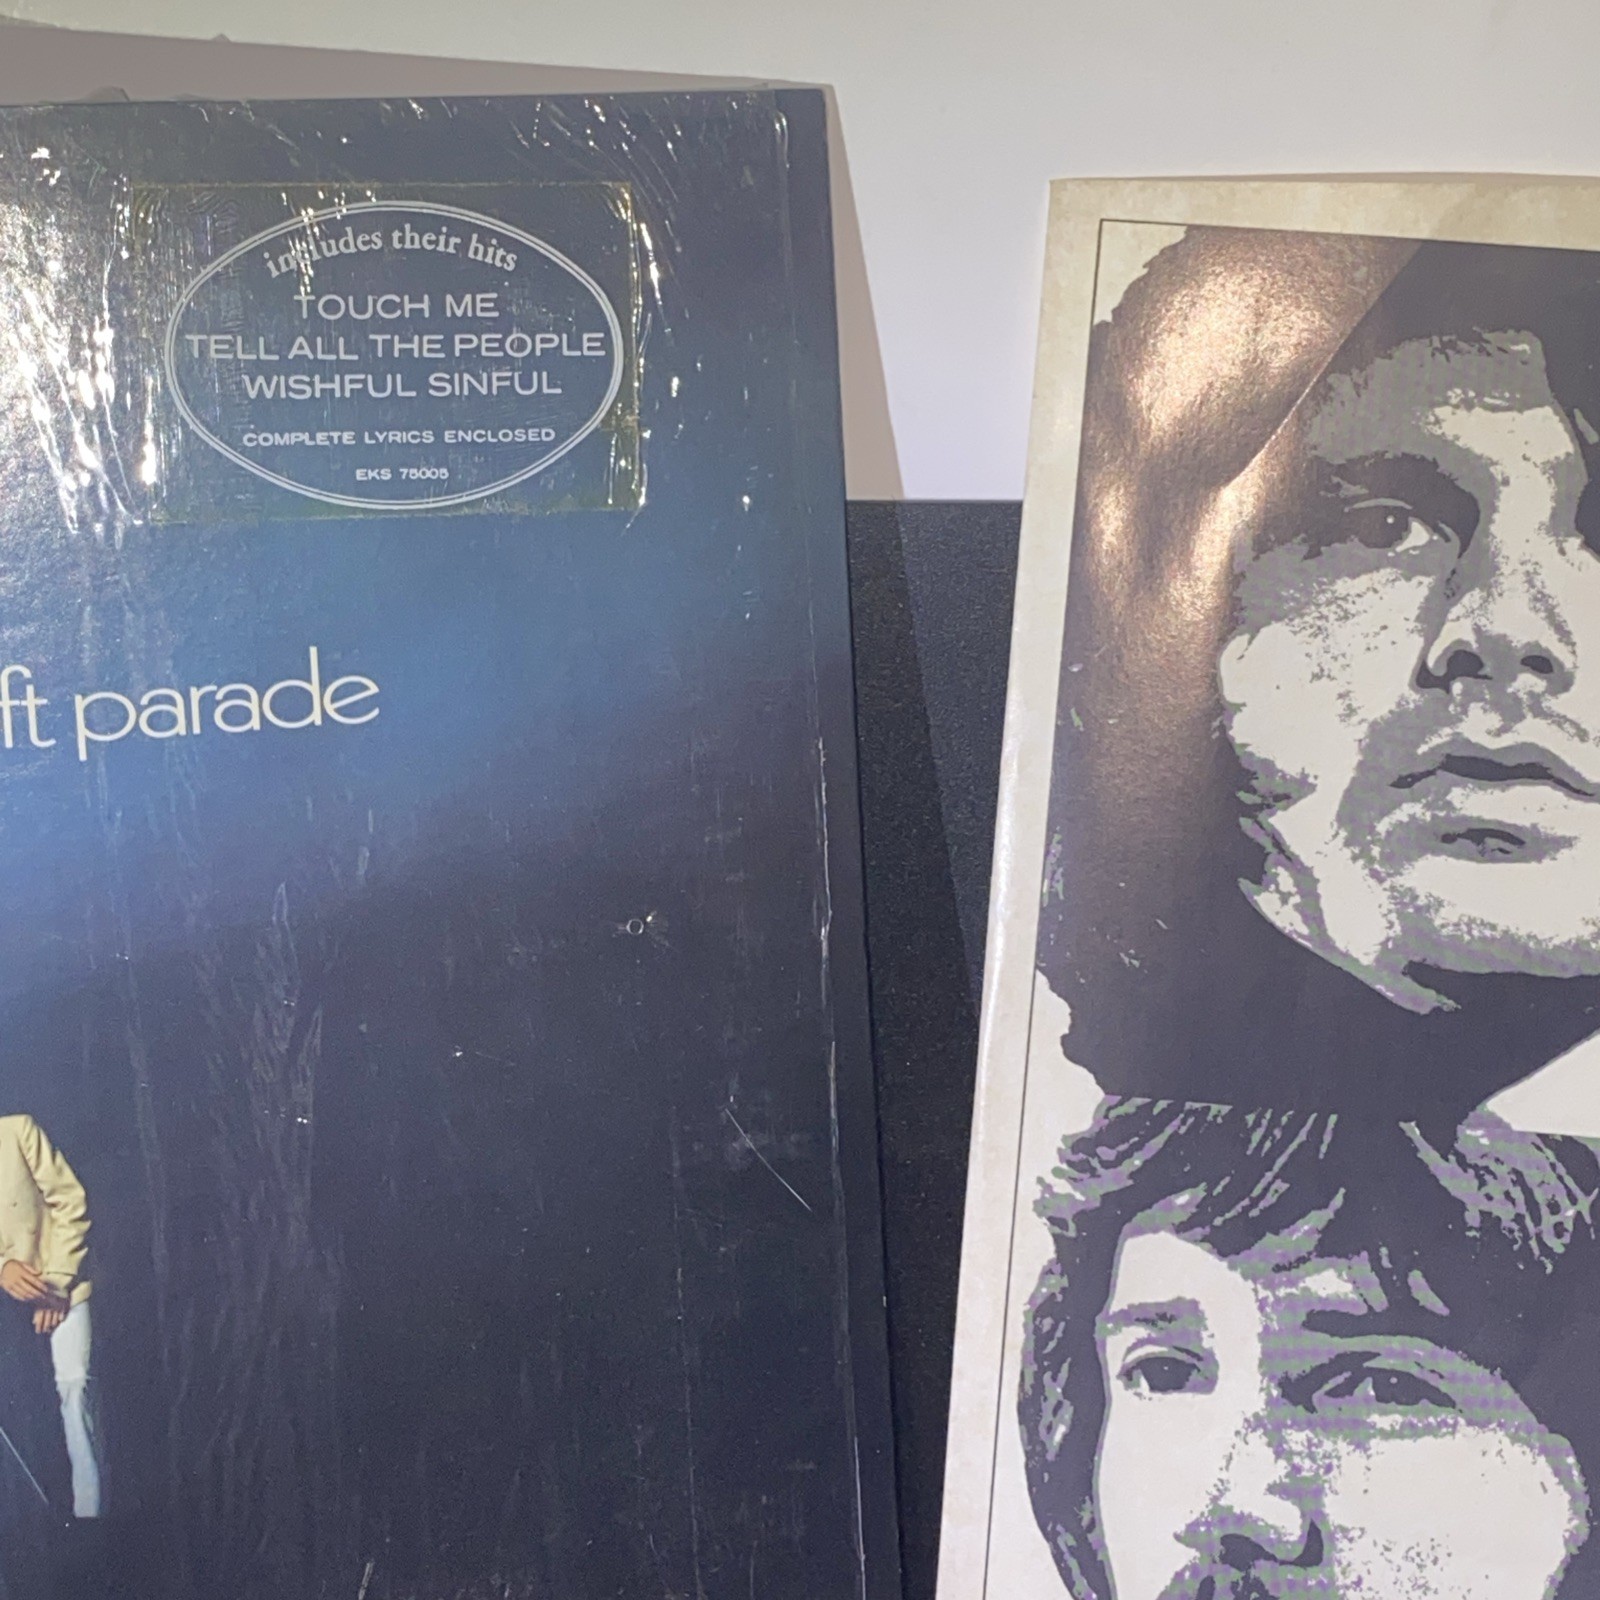 includes their hits
TOUCH ME
TELL ALL THE PEOPLE
WISHFUL SINFUL
COMPLETE LYRICS ENCLOSED
EKS 75005
ft parade